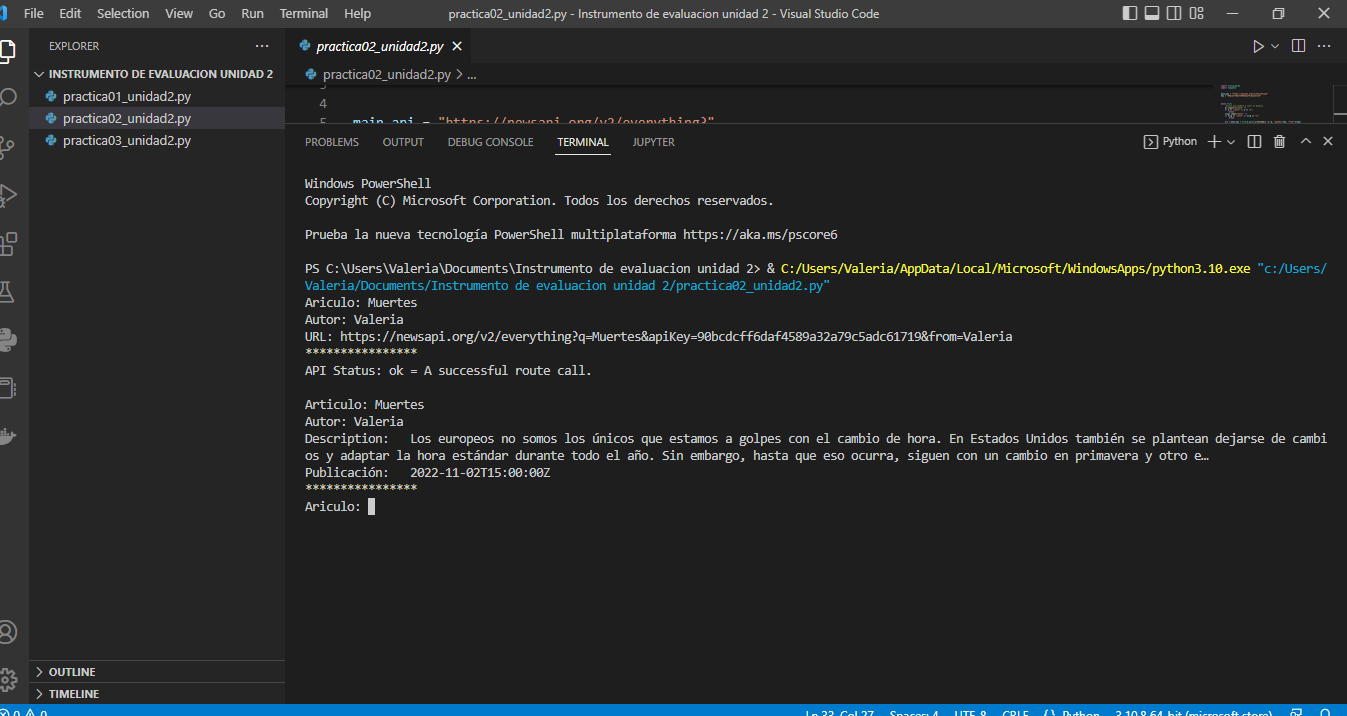 File Edit Selection View Go Run Terminal Help practica02_unidad2.py - Instrumento de evaluacion unidad 2 - Visual Studio Code
EXPLORER ...
INSTRUMENTO DE EVALUACION UNIDAD 2
practica01_unidad2.py
practica02_unidad2.py
practica03_unidad2.py
OUTLINE
TIMELINE
practica02_unidad2.py
practica02_unidad2.py > ...
3
4
5 main_api = "https://newsapi.org/v2/everything?"
PROBLEMS OUTPUT DEBUG CONSOLE TERMINAL JUPYTER Python
Windows PowerShell
Copyright (C) Microsoft Corporation. Todos los derechos reservados.
Prueba la nueva tecnología PowerShell multiplataforma https://aka.ms/pscore6
PS C:\Users\Valeria\Documents\Instrumento de evaluacion unidad 2> & C:/Users/Valeria/AppData/Local/Microsoft/WindowsApps/python3.10.exe "c:/Users/
Valeria/Documents/Instrumento de evaluacion unidad 2/practica02_unidad2.py"
Ariculo: Muertes
Autor: Valeria
URL: https://newsapi.org/v2/everything?q=Muertes&apiKey=90bcdcff6daf4589a32a79c5adc61719&from=Valeria
****************
API Status: ok = A successful route call.
Articulo: Muertes
Autor: Valeria
Description:   Los europeos no somos los únicos que estamos a golpes con el cambio de hora. En Estados Unidos también se plantean dejarse de cambi
os y adaptar la hora estándar durante todo el año. Sin embargo, hasta que eso ocurra, siguen con un cambio en primavera y otro e…
Publicación:   2022-11-02T15:00:00Z
****************
Ariculo:
0 0 Ln 33, Col 27 Spaces: 4 UTF-8 CRLF Python 3.10.8 64-bit (microsoft store)